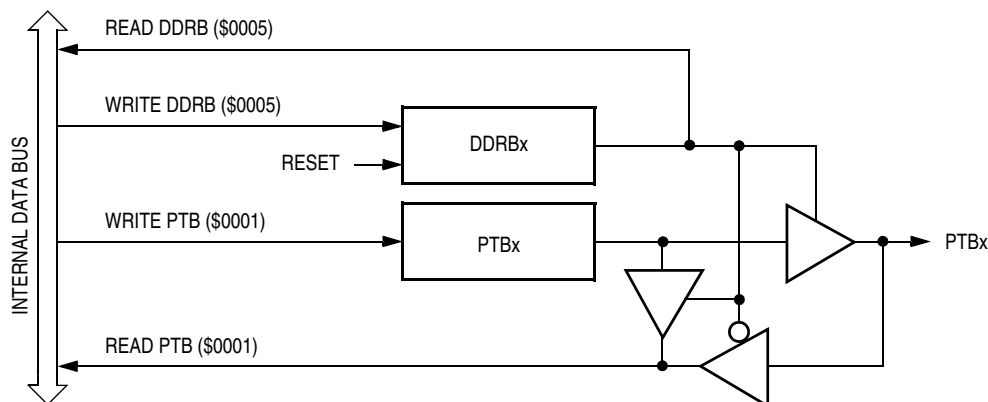 READ DDRB ($0005)
WRITE DDRB ($0005)
DDRBx
RESET
INTERNAL DATA BUS
WRITE PTB ($0001)
PTBx
PTBx
READ PTB ($0001)